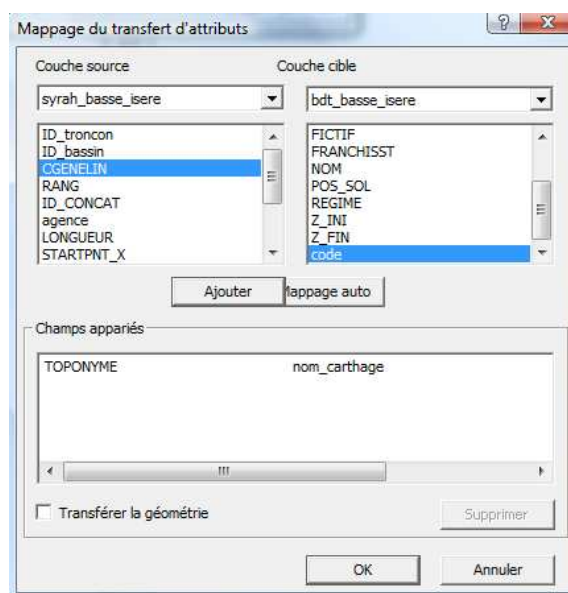 Mappage du transfert d'attributs
Couche source
Couche cible
syrah_basse_isere
bdt_basse_isere
ID_troncon
ID_bassin
CGENELIN
RANG
ID_CONCAT
agence
LONGUEUR
STARTPNT_X
FICTIF
FRANCHISST
NOM
POS_SOL
REGIME
Z_INI
Z_FIN
code
Ajouter
Mappage auto
Champs appariés
TOPONYME nom_carthage
Transférer la géométrie
Supprimer
OK
Annuler